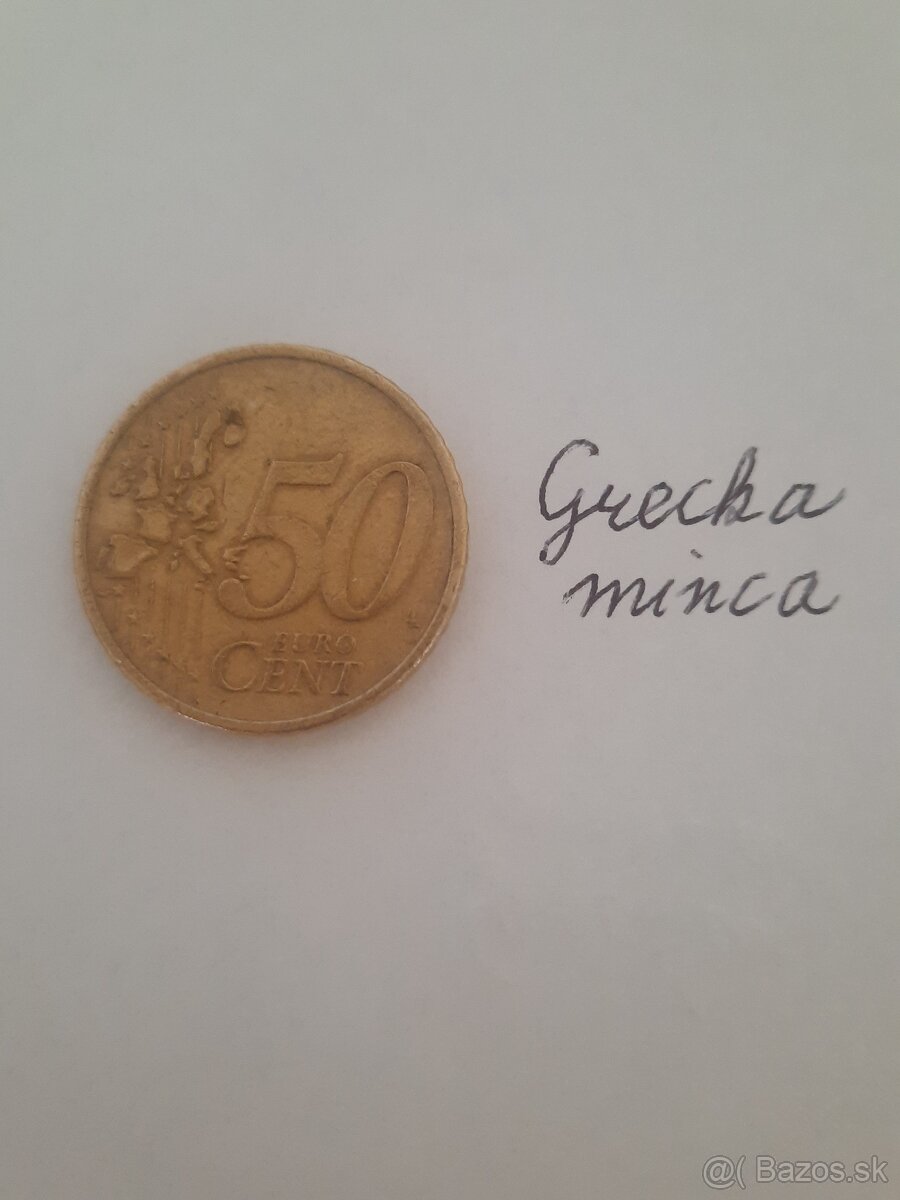 50
EURO
CENT
Grecka
minca
@( Bazos.sk